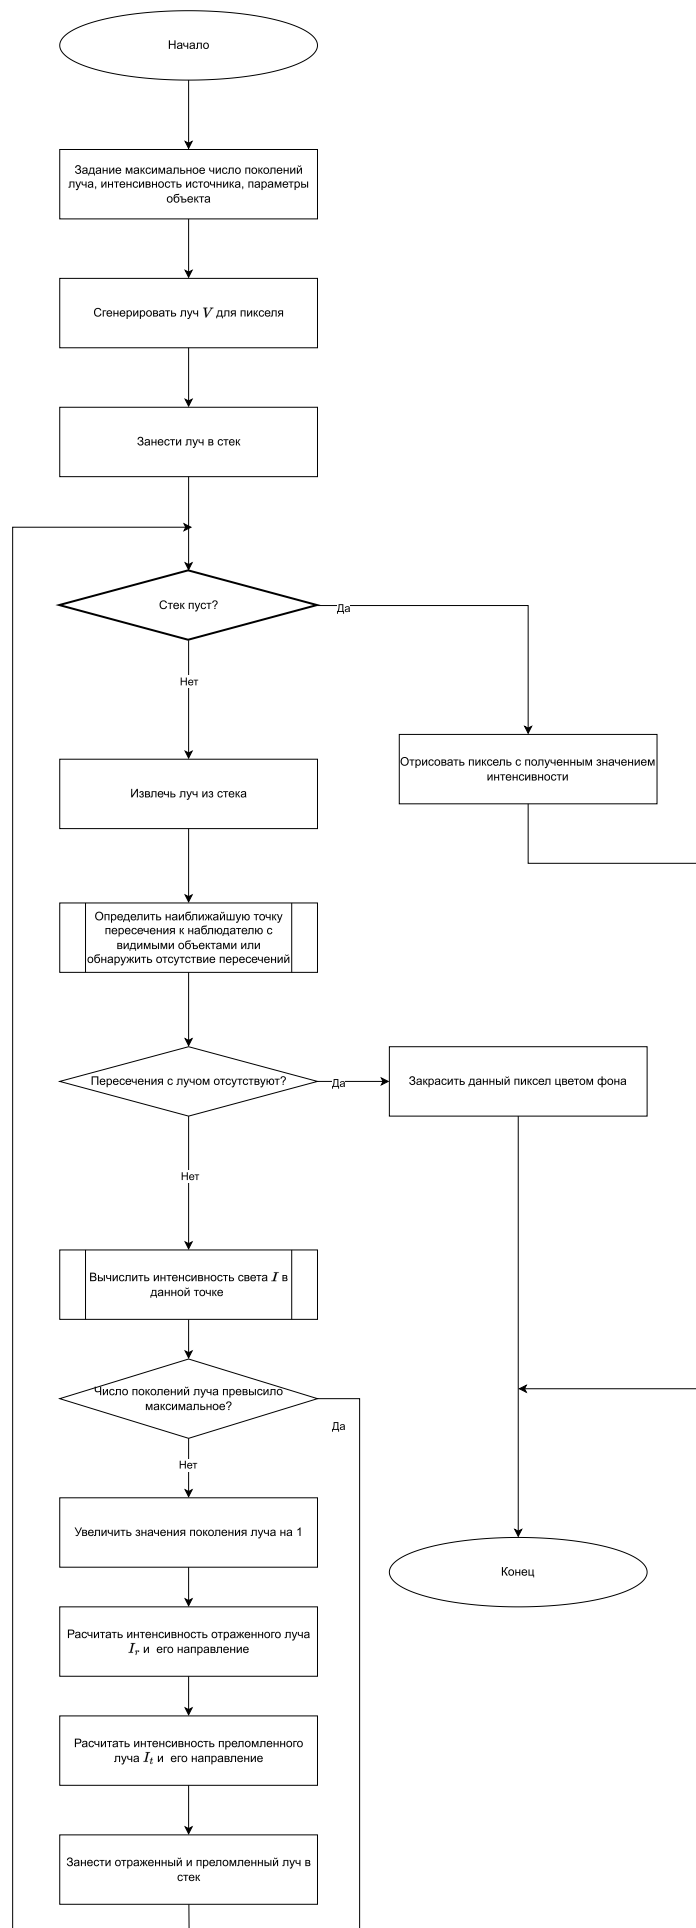 Начало
Задание максимальное число поколений
луча, интенсивность источника, параметры
объекта
Сгенерировать луч V для пикселя
Занести луч в стек
Стек пуст?
Да
Нет
Отрисовать пиксель с полученным значением
интенсивности
Извлечь луч из стека
Определить наиближайшую точку
пересечения к наблюдателю с
видимыми объектами или
обнаружить отсутствие пересечений
Пересечения с лучом отсутствуют?
Да
Закрасить данный пиксел цветом фона
Нет
Вычислить интенсивность света I в
данной точке
Число поколений луча превысило
максимальное?
Да
Нет
Увеличить значения поколения луча на 1
Конец
Расчитать интенсивность отраженного луча
Iᵣ и его направление
Расчитать интенсивность преломленного
луча Iₜ и его направление
Занести отраженный и преломленный луч в
стек